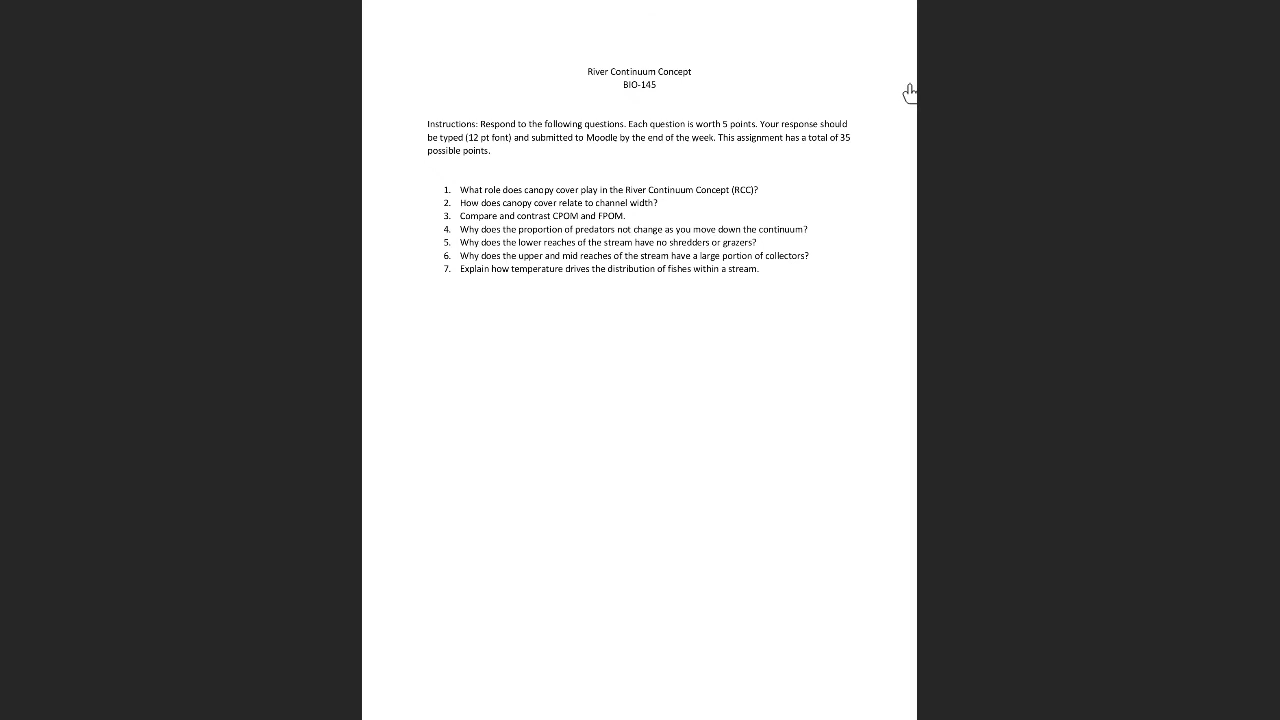 River Continuum Concept
BIO-145
Instructions: Respond to the following questions. Each question is worth 5 points. Your response should
be typed (12 pt font) and submitted to Moodle by the end of the week. This assignment has a total of 35
possible points.
1. What role does canopy cover play in the River Continuum Concept (RCC)?
2. How does canopy cover relate to channel width?
3. Compare and contrast CPOM and FPOM.
4. Why does the proportion of predators not change as you move down the continuum?
5. Why does the lower reaches of the stream have no shredders or grazers?
6. Why does the upper and mid reaches of the stream have a large portion of collectors?
7. Explain how temperature drives the distribution of fishes within a stream.